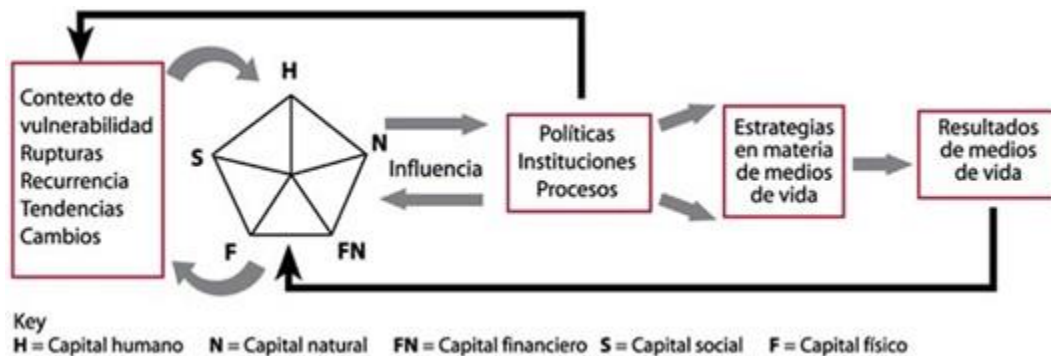 Contexto de
vulnerabilidad
Rupturas
Recurrencia
Tendencias
Cambios
H
S
N
F
FN
Influencia
Políticas
Instituciones
Procesos
Estrategias
en materia
de medios
de vida
Resultados
de medios
de vida
Key
H = Capital humano N = Capital natural FN = Capital financiero S = Capital social F = Capital físico